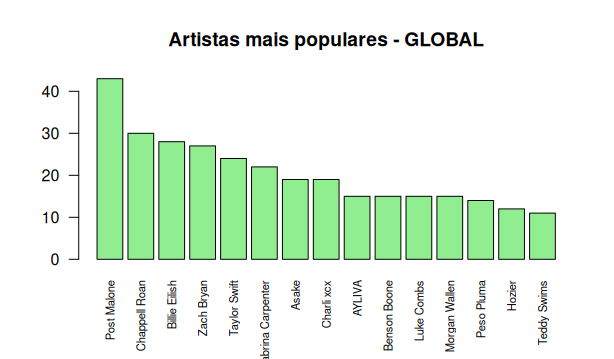 Artistas mais populares - GLOBAL
40
30
20
10
0
Post Malone
Chappell Roan
Billie Eilish
Zach Bryan
Taylor Swift
abrina Carpenter
Asake
Charli xcx
AYLIVA
Benson Boone
Luke Combs
Morgan Wallen
Peso Pluma
Hozier
Teddy Swims